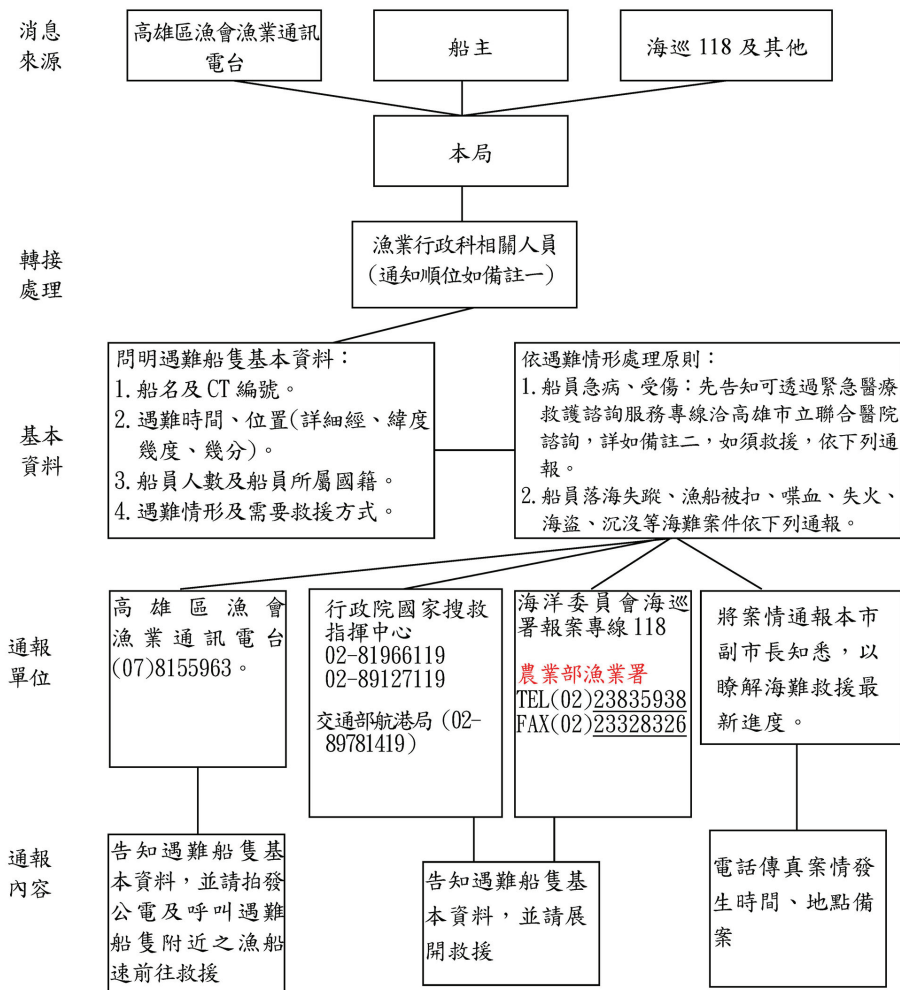 消息
來源
高雄區漁會漁業通訊
電台
船主
海巡 118 及其他
本局
轉接
處理
漁業行政科相關人員
(通知順位如備註一)
基本
資料
問明遇難船隻基本資料：
1. 船名及 CT 編號。
2. 遇難時間、位置(詳細經、緯度
幾度、幾分)。
3. 船員人數及船員所屬國籍。
4. 遇難情形及需要救援方式。
依遇難情形處理原則：
1. 船員急病、受傷：先告知可透過緊急醫療
救護諮詢服務專線洽高雄市立聯合醫院
諮詢，詳如備註二，如須救援，依下列通
報。
2. 船員落海失蹤、漁船被扣、喋血、失火、
海盜、沉沒等海難案件依下列通報。
通報
單位
高雄區漁會
漁業通訊電台
(07)8155963。
行政院國家搜救
指揮中心
02-81966119
02-89127119
交通部航港局（02-
89781419）
海洋委員會海巡
署報案專線 118
農業部漁業署
TEL(02)23835938
FAX(02)23328326
將案情通報本市
副市長知悉，以
瞭解海難救援最
新進度。
通報
內容
告知遇難船隻基
本資料，並請拍發
公電及呼叫遇難
船隻附近之漁船
速前往救援
告知遇難船隻基
本資料，並請展
開救援
電話傳真案情發
生時間、地點備
案